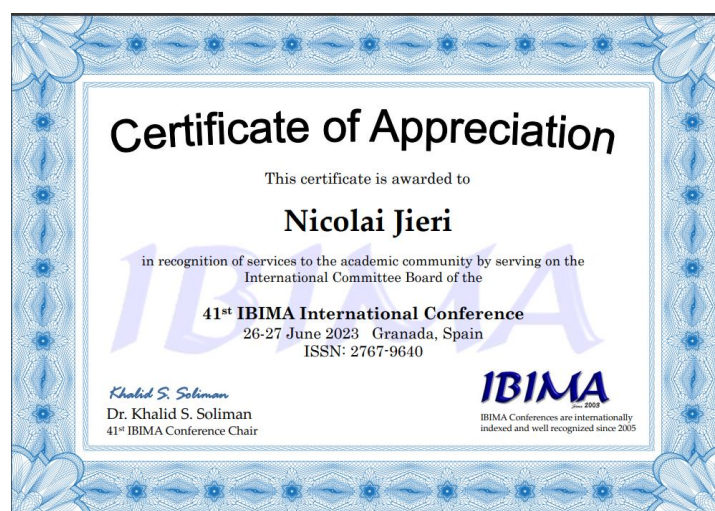 Certificate of Appreciation
This certificate is awarded to
Nicolai Jieri
in recognition of services to the academic community by serving on the
International Committee Board of the
IBIMA
41st IBIMA International Conference
26-27 June 2023 Granada, Spain
ISSN: 2767-9640
Khalid S. Soliman
Dr. Khalid S. Soliman
41st IBIMA Conference Chair
IBIMA
Since 2005
IBIMA Conferences are internationally
indexed and well recognized since 2005